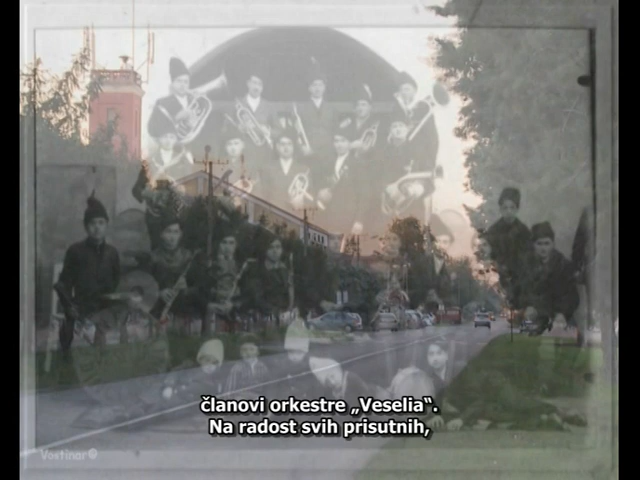 članovi orkestre „Veselia“.
Na radost svih prisutnih,
Vostinar